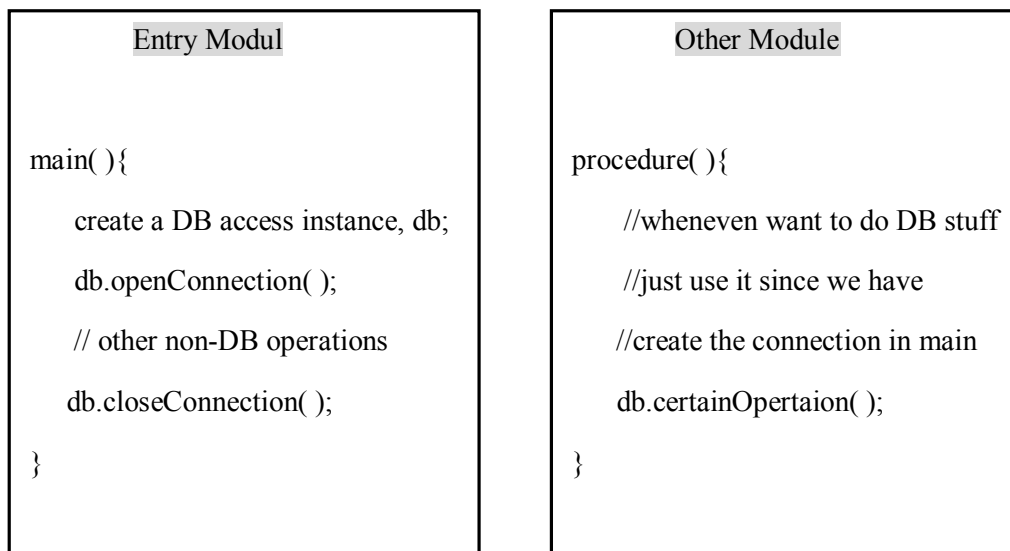 Entry Modul
main( ){
create a DB access instance, db;
db.openConnection( );
// other non-DB operations
db.closeConnection( );
}
Other Module
procedure( ){
//wheneven want to do DB stuff
//just use it since we have
//create the connection in main
db.certainOpertaion( );
}